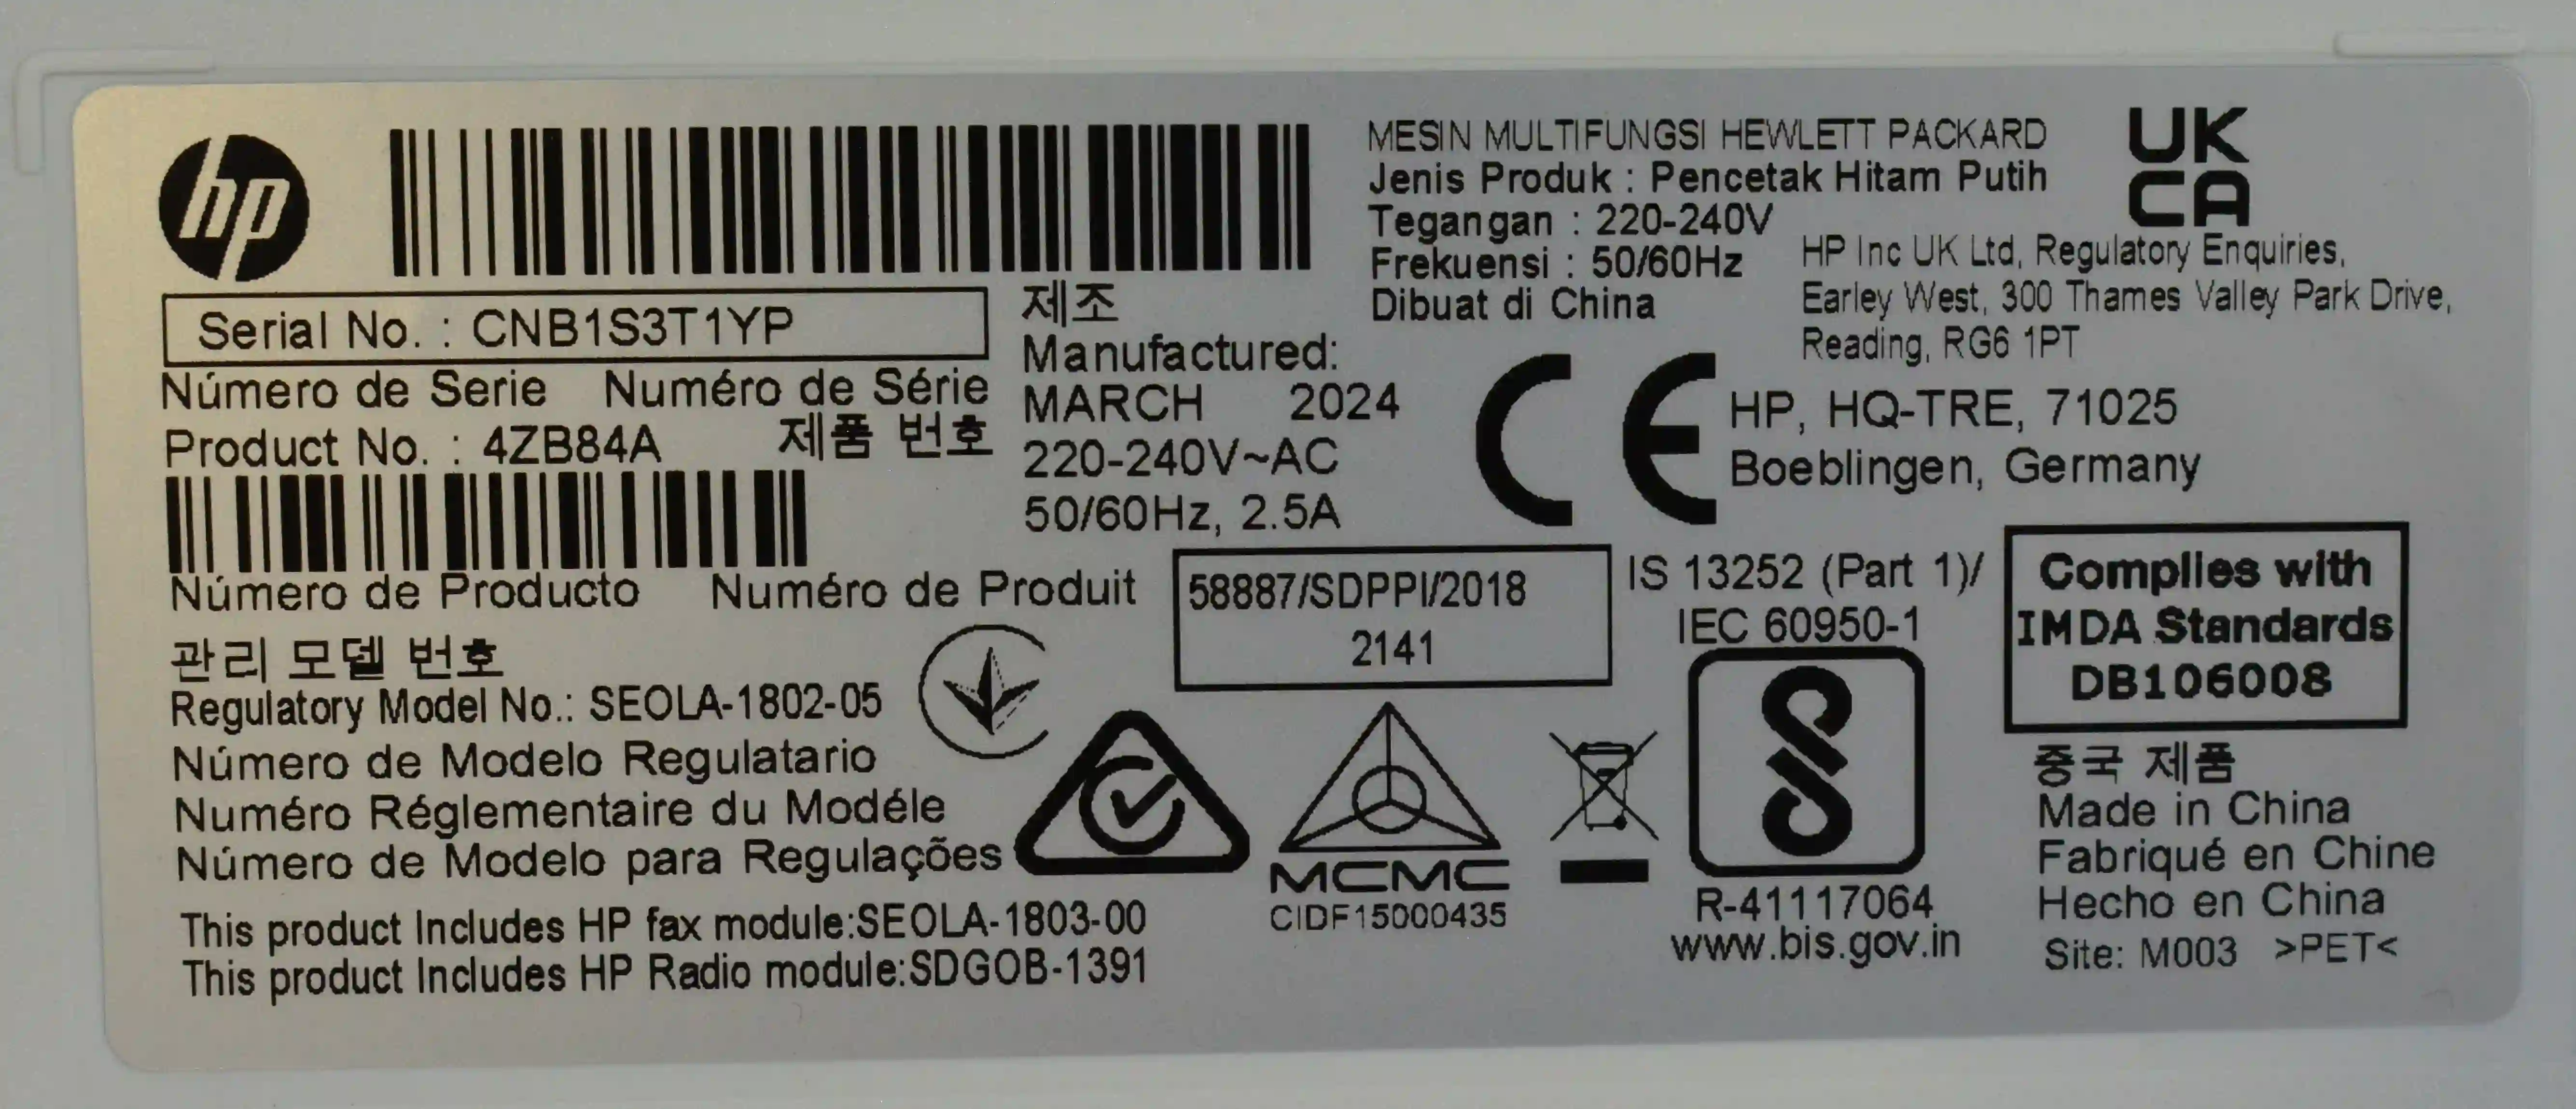 hp
Serial No. : CNB1S3T1YP
Número de Serie Numéro de Série
Product No. : 4ZB84A 제품 번호
Número de Producto Numéro de Produit
관리 모델 번호
Regulatory Model No.: SEOLA-1802-05
Número de Modelo Regulatario
Numéro Réglementaire du Modéle
Número de Modelo para Regulações
This product Includes HP fax module:SEOLA-1803-00
This product Includes HP Radio module:SDGOB-1391
제조
Manufactured:
MARCH 2024
220-240V~AC
50/60Hz, 2.5A
MESIN MULTIFUNGSI HEWLETT PACKARD
Jenis Produk : Pencetak Hitam Putih
Tegangan : 220-240V
Frekuensi : 50/60Hz
Dibuat di China
UK
CA
HP Inc UK Ltd, Regulatory Enquiries,
Earley West, 300 Thames Valley Park Drive,
Reading, RG6 1PT
CE
HP, HQ-TRE, 71025
Boeblingen, Germany
58887/SDPPI/2018
2141
MCMC
CIDF15000435
IS 13252 (Part 1)/
IEC 60950-1
R-41117064
www.bis.gov.in
Complies with
IMDA Standards
DB106008
중국 제품
Made in China
Fabriqué en Chine
Hecho en China
Site: M003 >PET<